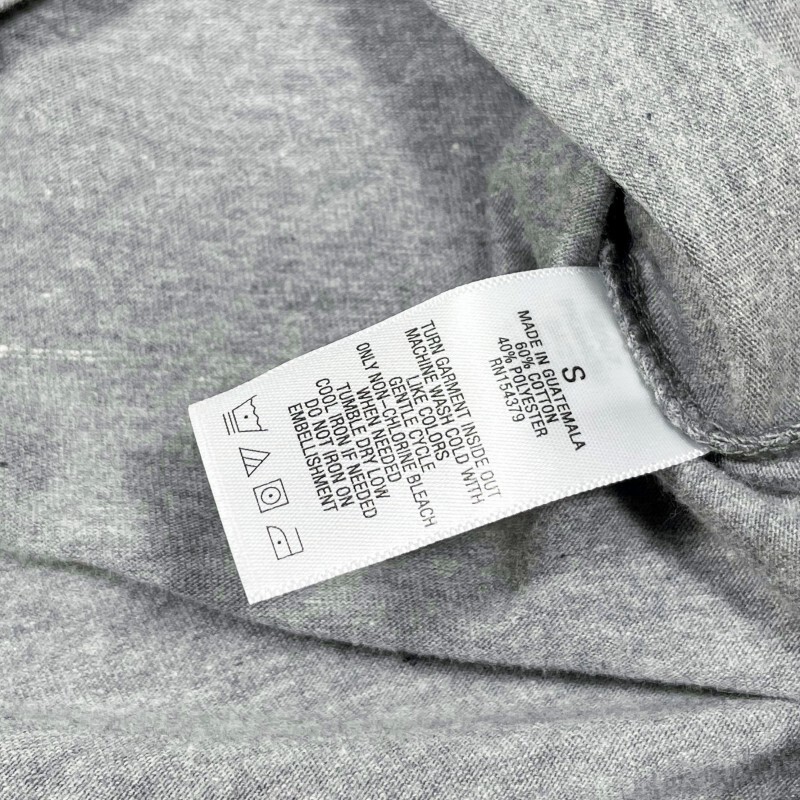 S
MADE IN GUATEMALA
60% COTTON
40% POLYESTER
RN154379
TURN GARMENT INSIDE OUT
MACHINE WASH COLD WITH
LIKE COLORS
GENTLE CYCLE
ONLY NON-CHLORINE BLEACH
WHEN NEEDED
TUMBLE DRY LOW
COOL IRON IF NEEDED
DO NOT IRON ON
EMBELLISHMENT